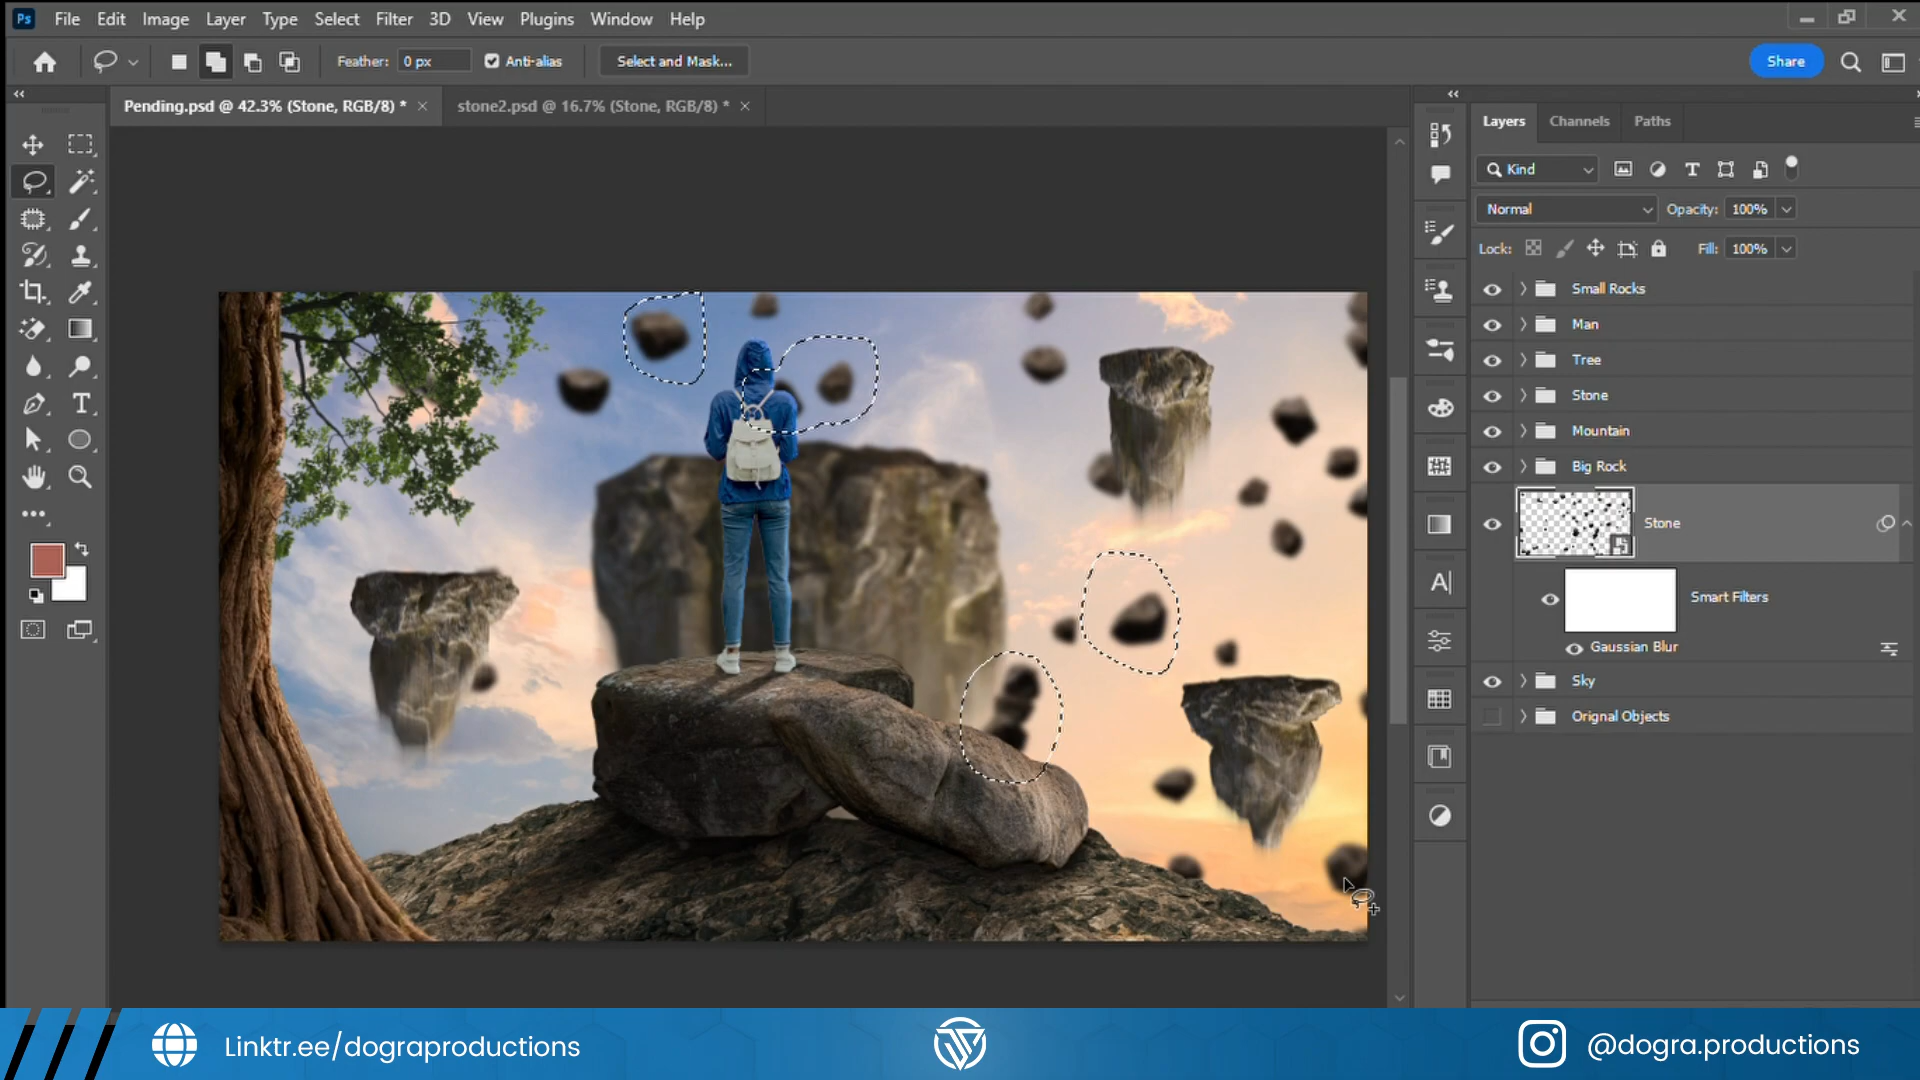 Ps File Edit Image Layer Type Select Filter 3D View Plugins Window Help
Feather: 0 px Anti-alias Select and Mask... Share
Pending.psd @ 42.3% (Stone, RGB/8) * stone2.psd @ 16.7% (Stone, RGB/8) *
Layers Channels Paths
Kind
Normal Opacity: 100%
Lock: Fill: 100%
Small Rocks
Man
Tree
Stone
Mountain
Big Rock
Stone
Smart Filters
Gaussian Blur
Sky
Orignal Objects
Linktr.ee/dograproductions
@dogra.productions